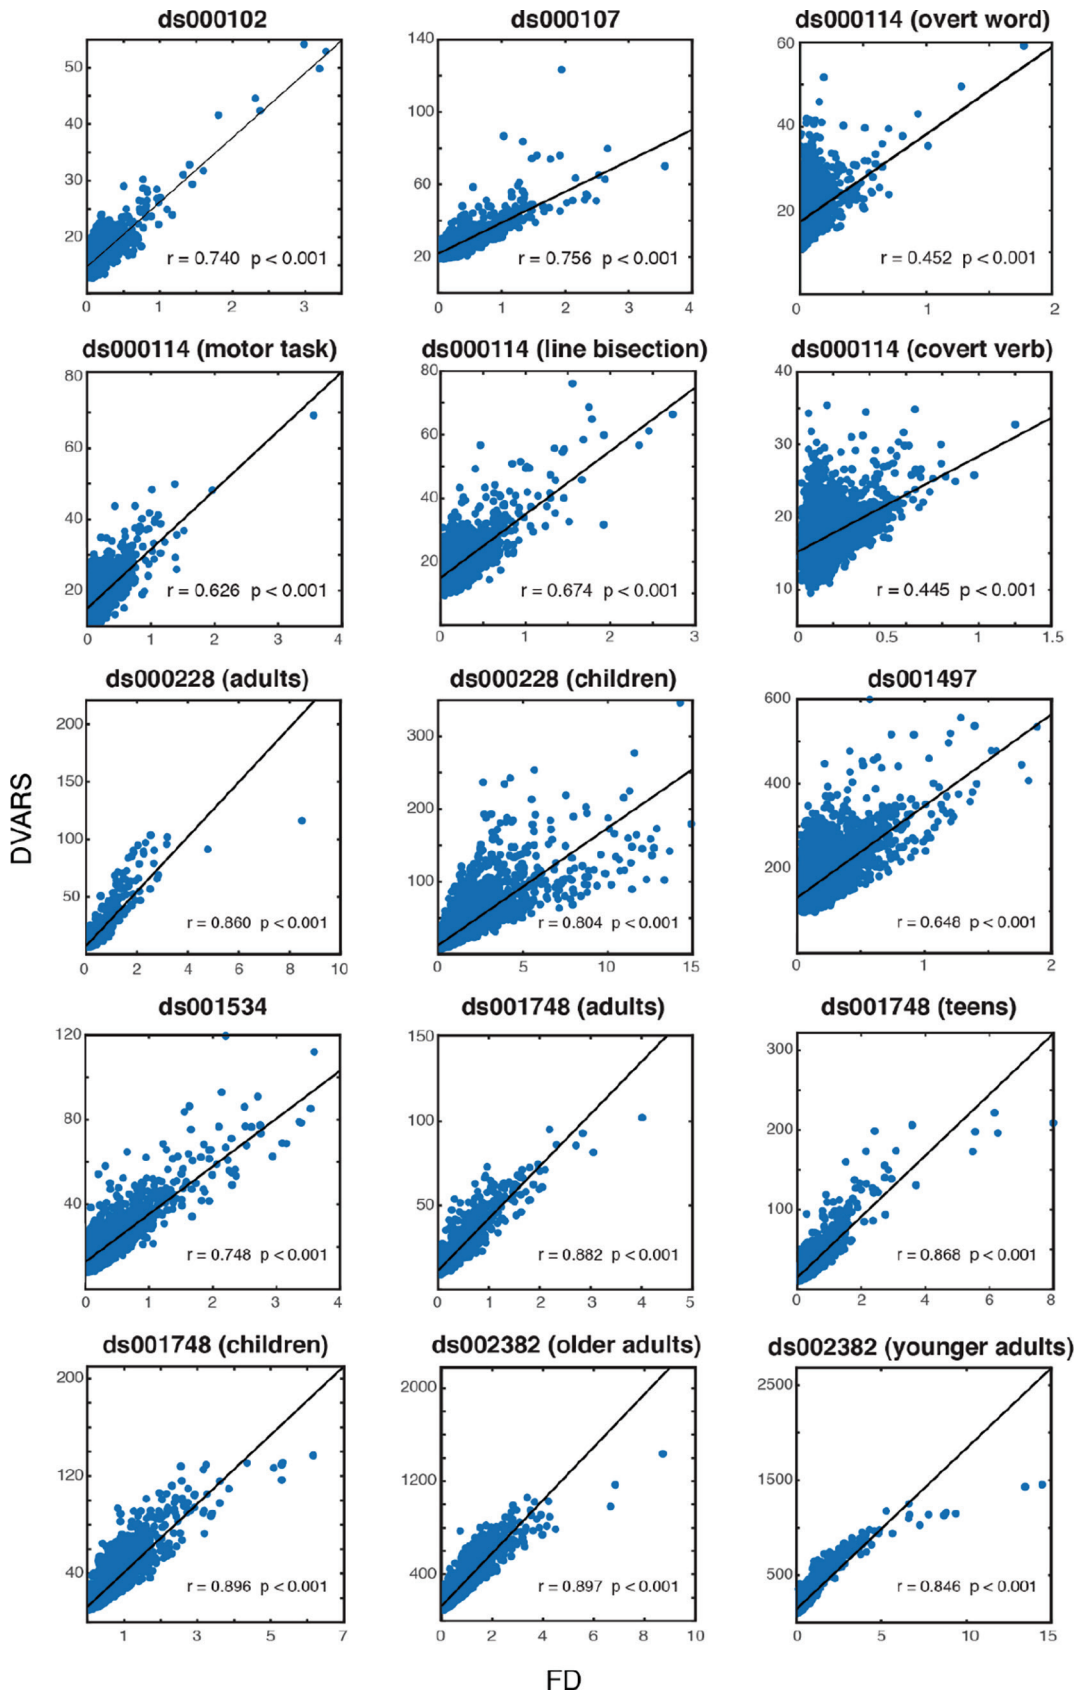 ds000102 ds000107 ds000114 (overt word)
50 40 30 20
0 1 2 3
r = 0.740 p < 0.001
140 100 60 20
0 1 2 3 4
r = 0.756 p < 0.001
60 40 20
0 1 2
r = 0.452 p < 0.001
ds000114 (motor task) ds000114 (line bisection) ds000114 (covert verb)
80 60 40 20
0 1 2 3 4
r = 0.626 p < 0.001
80 60 40 20
0 1 2 3
r = 0.674 p < 0.001
40 30 20 10
0 0.5 1 1.5
r = 0.445 p < 0.001
ds000228 (adults) ds000228 (children) ds001497
200 150 100 50
0 2 4 6 8 10
r = 0.860 p < 0.001
300 200 100
0 5 10 15
r = 0.804 p < 0.001
600 400 200
0 1 2
r = 0.648 p < 0.001
DVARS
ds001534 ds001748 (adults) ds001748 (teens)
120 80 40
0 1 2 3 4
r = 0.748 p < 0.001
150 100 50
0 1 2 3 4 5
r = 0.882 p < 0.001
300 200 100
0 2 4 6 8
r = 0.868 p < 0.001
ds001748 (children) ds002382 (older adults) ds002382 (younger adults)
200 120 40
1 3 5 7
r = 0.896 p < 0.001
2000 1200 400
0 2 4 6 8 10
r = 0.897 p < 0.001
2500 1500 500
0 5 10 15
r = 0.846 p < 0.001
FD